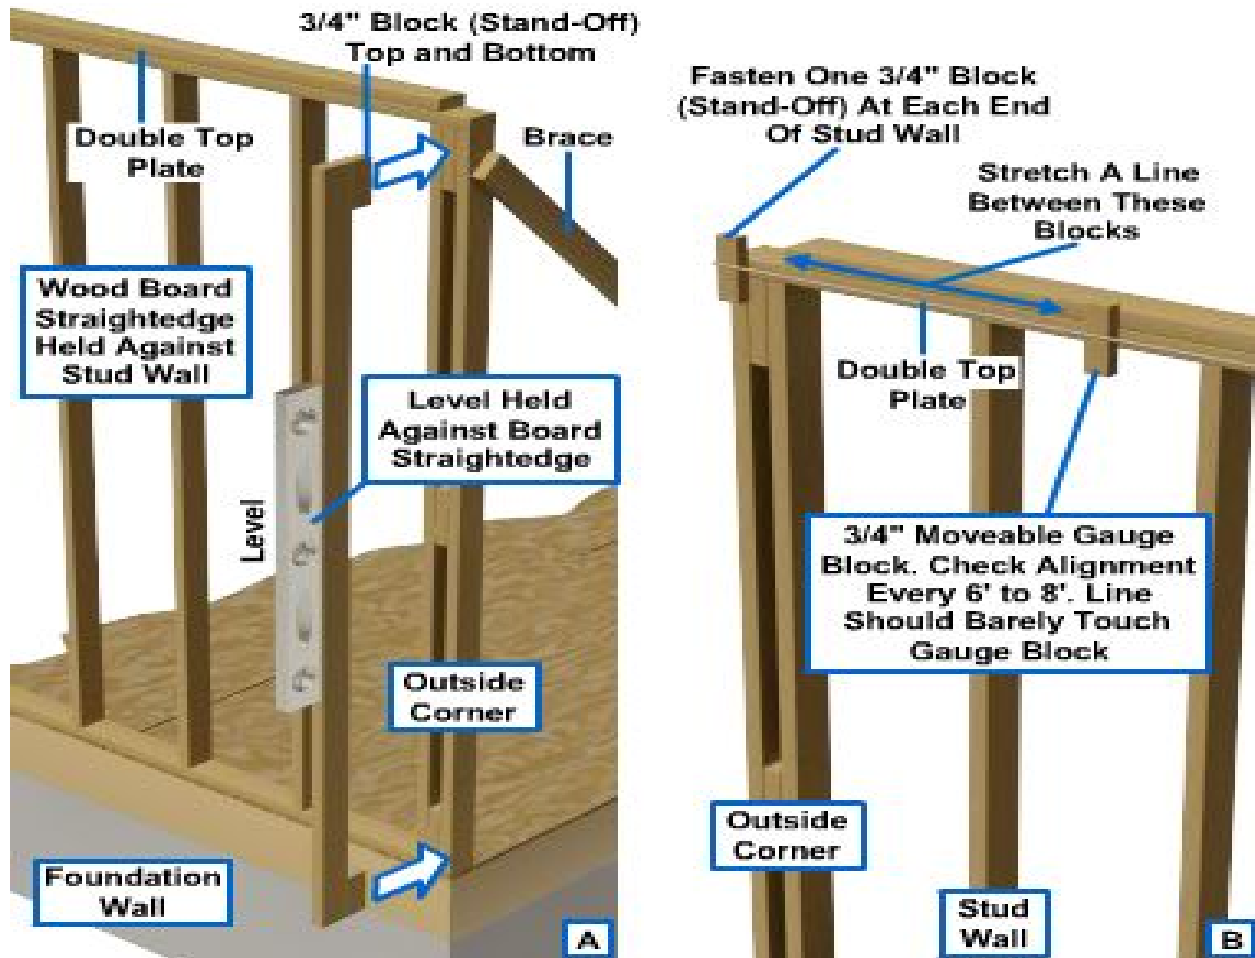 3/4" Block (Stand-Off)
Top and Bottom
Double Top
Plate
Brace
Wood Board
Straightedge
Held Against
Stud Wall
Level Held
Against Board
Straightedge
Level
Outside
Corner
Foundation
Wall
A
Fasten One 3/4" Block
(Stand-Off) At Each End
Of Stud Wall
Stretch A Line
Between These
Blocks
Double Top
Plate
3/4" Moveable Gauge
Block. Check Alignment
Every 6' to 8'. Line
Should Barely Touch
Gauge Block
Outside
Corner
Stud
Wall
B